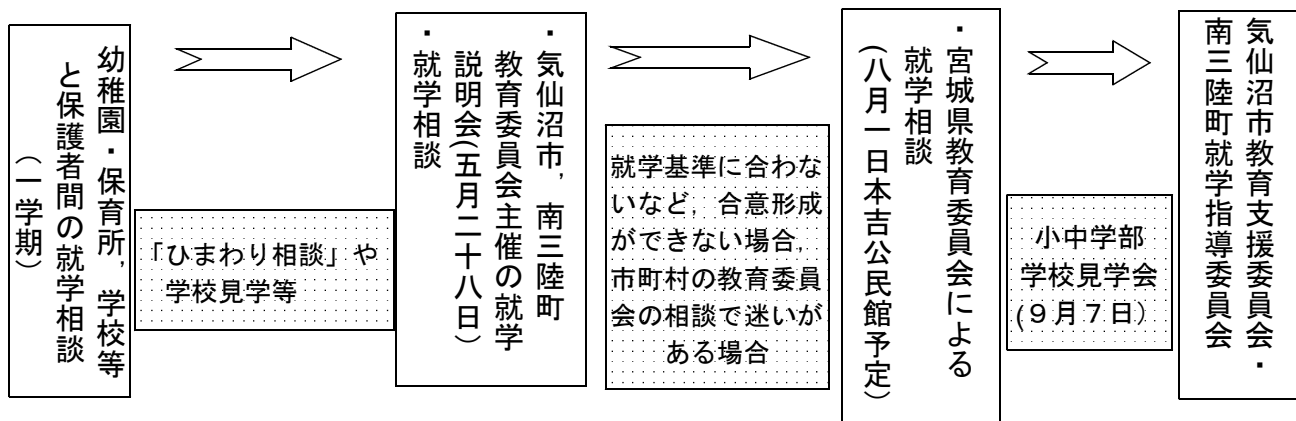 幼稚園・保育所，学校等
と保護者間の就学相談
（一学期）
「ひまわり相談」や
学校見学等
・気仙沼市，南三陸町
教育委員会主催の就学
説明会(五月二十八日）
・就学相談
就学基準に合わな
いなど，合意形成
ができない場合，
市町村の教育委員
会の相談で迷いが
ある場合
・宮城県教育委員会による
就学相談
(八月一日本吉公民館予定）
小中学部
学校見学会
(９月７日）
気仙沼市教育支援委員会・
南三陸町就学指導委員会